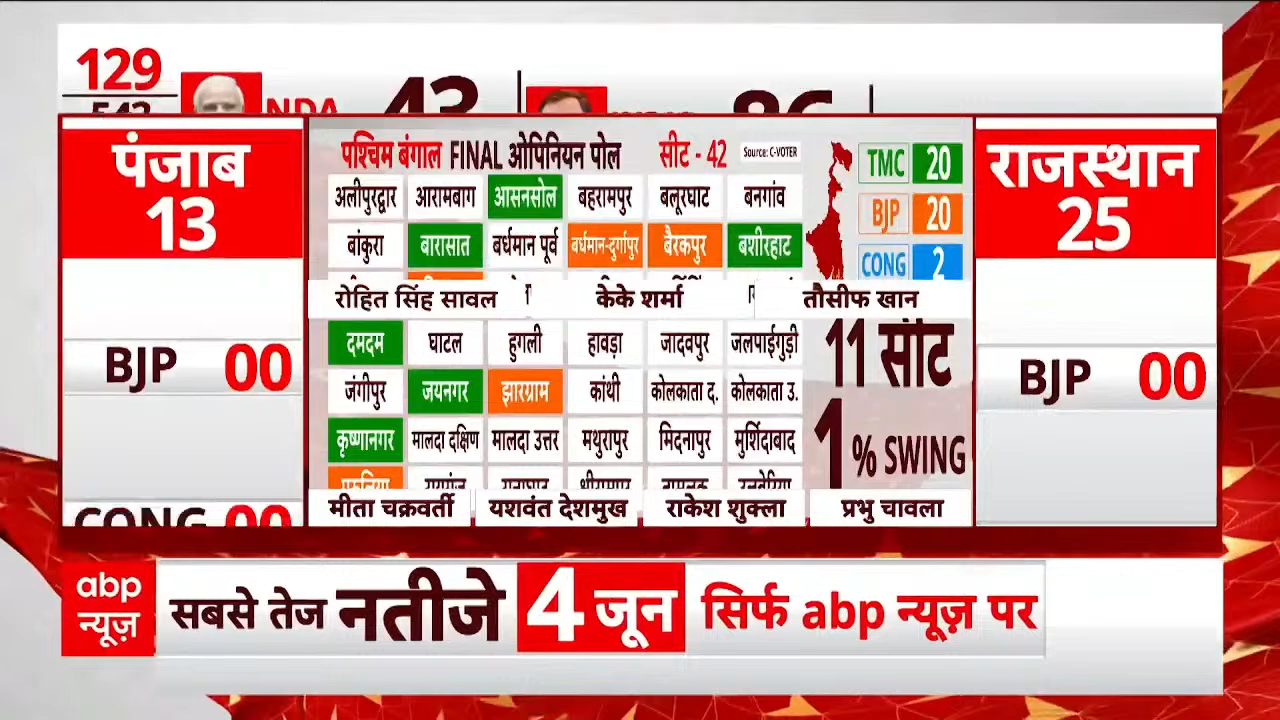 129
542
NDA 43
86
पंजाब
13
BJP 00
CONG 00
पश्चिम बंगाल FINAL ओपिनियन पोल सीट - 42 Source: C-VOTER
अलीपुरद्वार आरामबाग आसनसोल बहरामपुर बलूरघाट बनगांव
बांकुरा बारासात बर्धमान पूर्व बर्धमान-दुर्गापुर बैरकपुर बशीरहाट
TMC 20
BJP 20
CONG 2
रोहित सिंह सावल केके शर्मा तौसीफ खान
दमदम घाटल हुगली हावड़ा जादवपुर जलपाईगुड़ी
जंगीपुर जयनगर झारग्राम कांथी कोलकाता द. कोलकाता उ.
कृष्णानगर मालदा दक्षिण मालदा उत्तर मथुरापुर मिदनापुर मुर्शिदाबाद
11 सीट
1% SWING
मीता चक्रवर्ती यशवंत देशमुख राकेश शुक्ला प्रभु चावला
राजस्थान
25
BJP 00
abp न्यूज़
सबसे तेज नतीजे 4 जून सिर्फ abp न्यूज़ पर